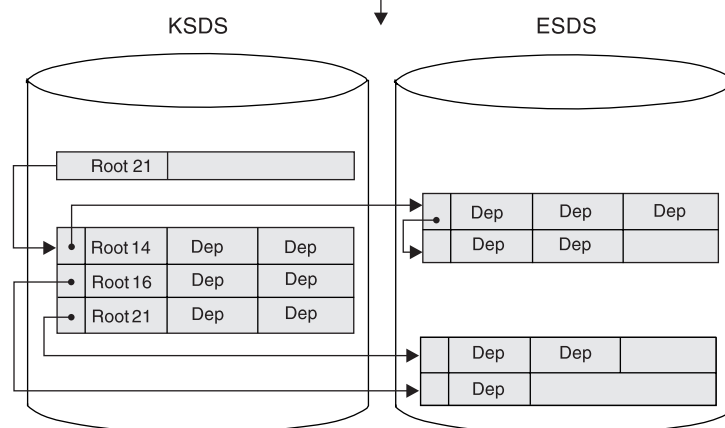 KSDS
ESDS
Root 21
Root 14 Dep Dep
Root 16 Dep Dep
Root 21 Dep Dep
Dep Dep Dep
Dep Dep
Dep Dep
Dep